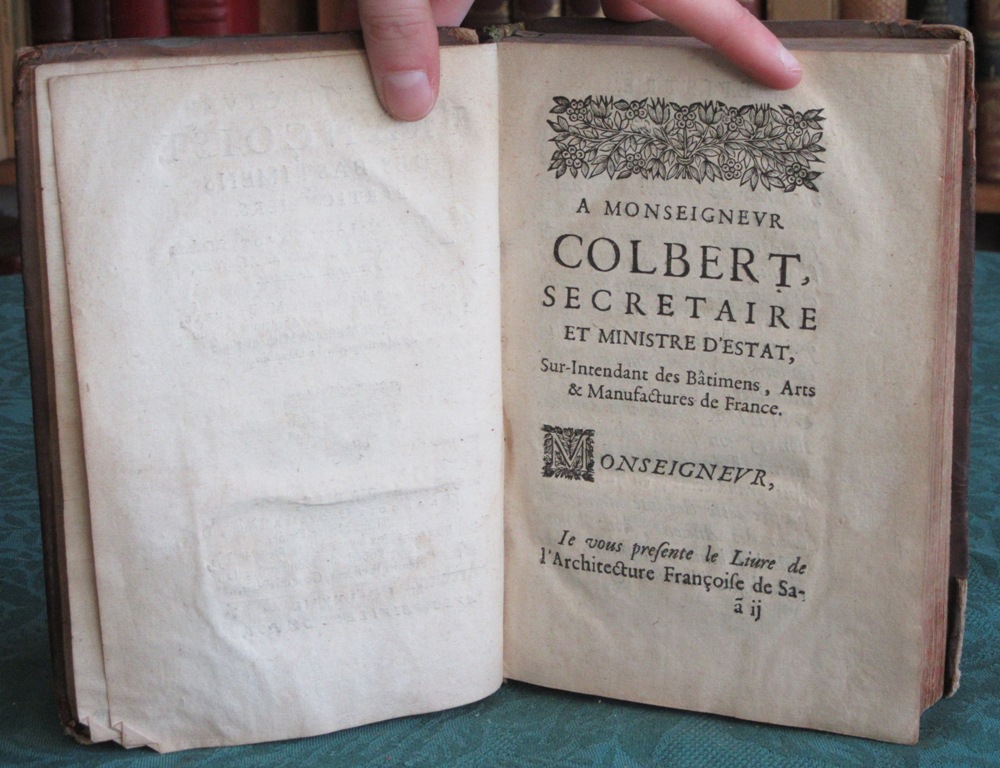 A MONSEIGNEVR
COLBERT,
SECRETAIRE
ET MINISTRE D'ESTAT,
Sur-Intendant des Bâtimens, Arts
& Manufactures de France.
MONSEIGNEVR,
Ie vous preſente le Liure de
l'Architecture Françoiſe de Sa-
ã ij